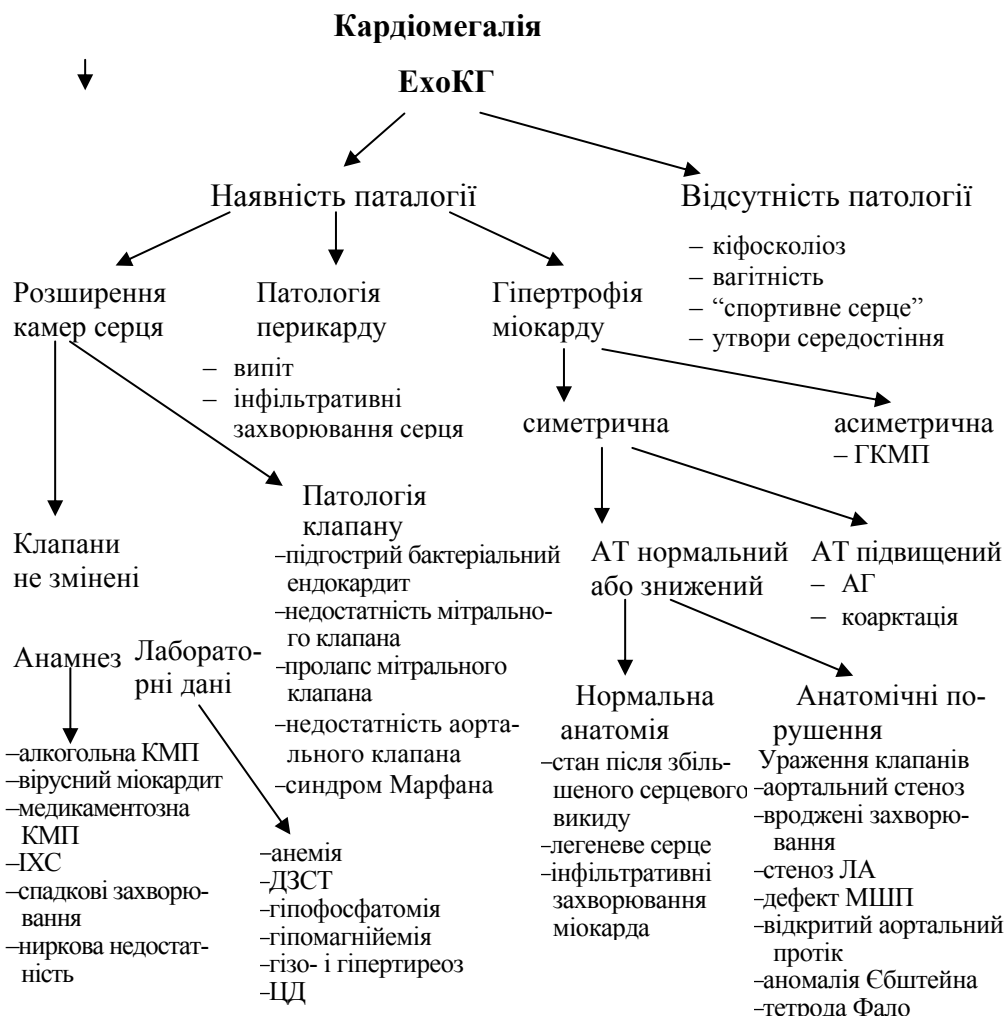 Кардіомегалія
ЕхоКГ
Наявність паталогії
Відсутність патології
– кіфосколіоз
– вагітність
– “спортивне серце”
– утвори середостіння
Розширення
камер серця
Патологія
перикарду
– випіт
– інфільтративні
захворювання серця
Гіпертрофія
міокарду
симетрична
асиметрична
– ГКМП
Клапани
не змінені
Патологія
клапану
–підгострий бактеріальний
ендокардит
–недостатність мітрально-
го клапана
–пролапс мітрального
клапана
–недостатність аорта-
льного клапана
–синдром Марфана
АТ нормальний
або знижений
АТ підвищений
– АГ
– коарктація
Анамнез
–алкогольна КМП
–вірусний міокардит
–медикаментозна
КМП
–ІХС
–спадкові захворю-
вання
–ниркова недостат-
ність
Лаборато-
рні дані
–анемія
–ДЗСТ
–гіпофосфатомія
–гіпомагнійемія
–гізо- і гіпертиреоз
–ЦД
Нормальна
анатомія
–стан після збіль-
шеного серцевого
викиду
–легеневе серце
–інфільтративні
захворювання
міокарда
Анатомічні по-
рушення
Ураження клапанів
–аортальний стеноз
–вроджені захворю-
вання
–стеноз ЛА
–дефект МШП
–відкритий аортальний
протік
–аномалія Єбштейна
–тетрода Фало